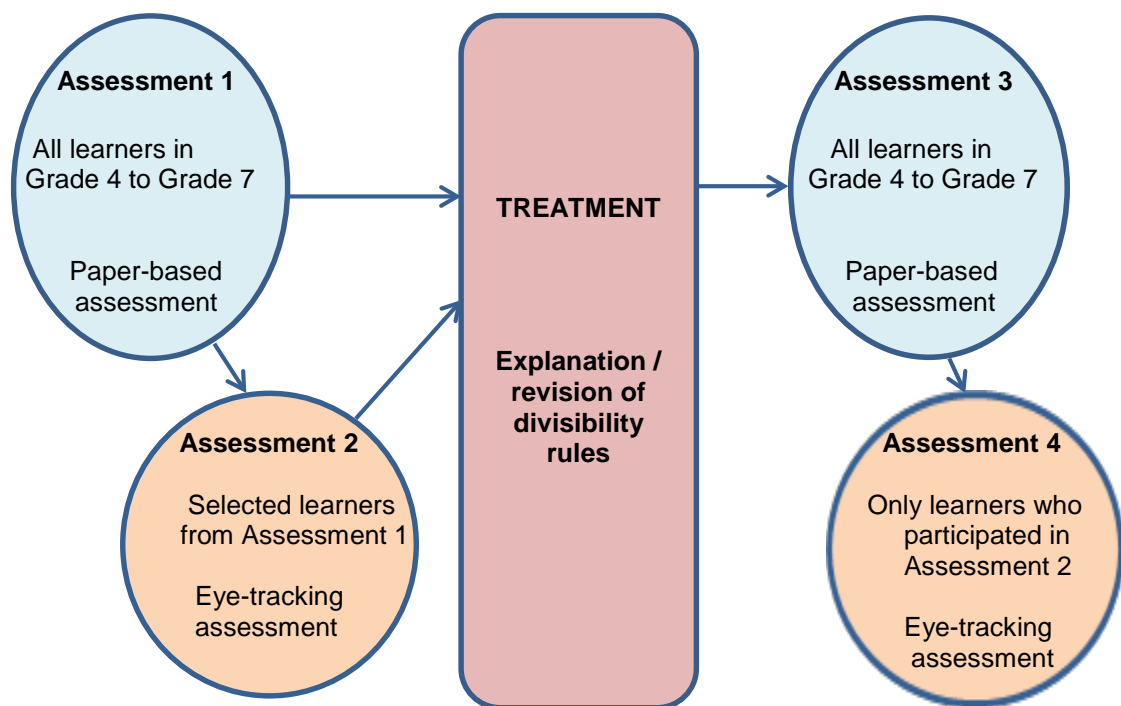 Assessment 1
All learners in
Grade 4 to Grade 7
Paper-based
assessment
Assessment 2
Selected learners
from Assessment 1
Eye-tracking
assessment
TREATMENT
Explanation /
revision of
divisibility
rules
Assessment 3
All learners in
Grade 4 to Grade 7
Paper-based
assessment
Assessment 4
Only learners who
participated in
Assessment 2
Eye-tracking
assessment